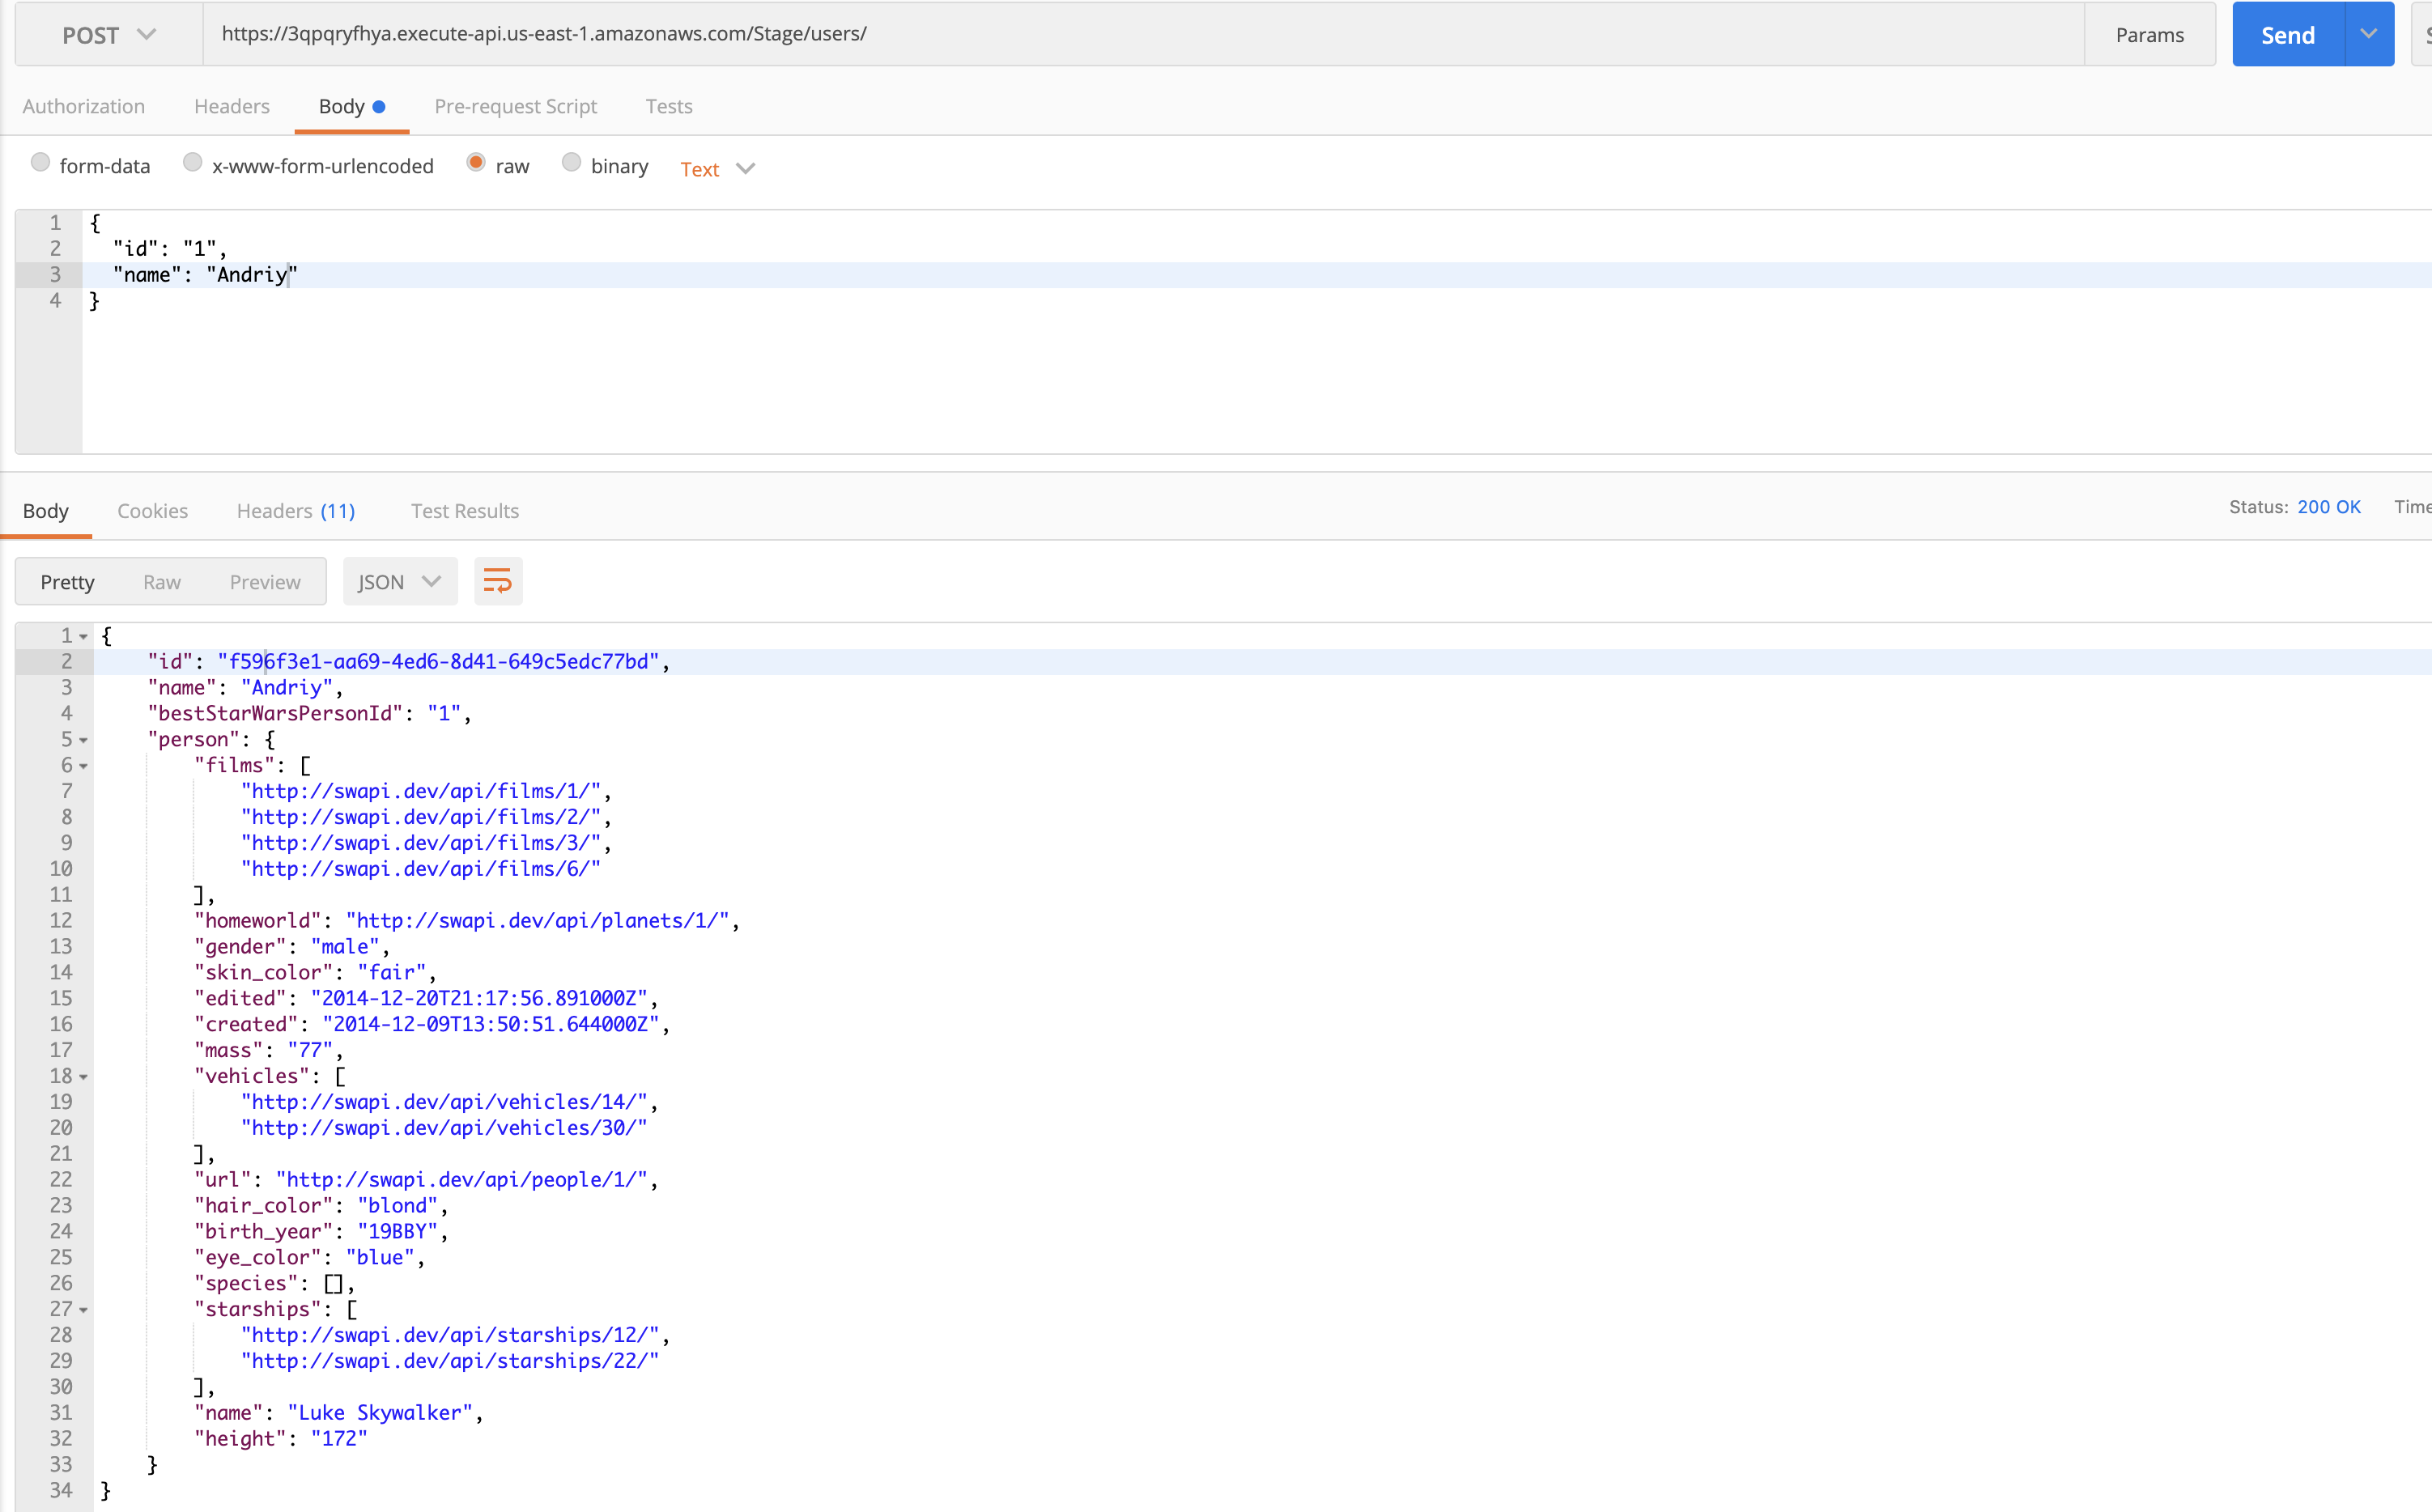 POST https://3qpqryfhya.execute-api.us-east-1.amazonaws.com/Stage/users/ Params Send
Authorization Headers Body Pre-request Script Tests
form-data x-www-form-urlencoded raw binary Text
1 {
2 "id": "1",
3 "name": "Andriy"
4 }
Body Cookies Headers (11) Test Results Status: 200 OK Time
Pretty Raw Preview JSON
1 {
2 "id": "f596f3e1-aa69-4ed6-8d41-649c5edc77bd",
3 "name": "Andriy",
4 "bestStarWarsPersonId": "1",
5 "person": {
6 "films": [
7 "http://swapi.dev/api/films/1/",
8 "http://swapi.dev/api/films/2/",
9 "http://swapi.dev/api/films/3/",
10 "http://swapi.dev/api/films/6/"
11 ],
12 "homeworld": "http://swapi.dev/api/planets/1/",
13 "gender": "male",
14 "skin_color": "fair",
15 "edited": "2014-12-20T21:17:56.891000Z",
16 "created": "2014-12-09T13:50:51.644000Z",
17 "mass": "77",
18 "vehicles": [
19 "http://swapi.dev/api/vehicles/14/",
20 "http://swapi.dev/api/vehicles/30/"
21 ],
22 "url": "http://swapi.dev/api/people/1/",
23 "hair_color": "blond",
24 "birth_year": "19BBY",
25 "eye_color": "blue",
26 "species": [],
27 "starships": [
28 "http://swapi.dev/api/starships/12/",
29 "http://swapi.dev/api/starships/22/"
30 ],
31 "name": "Luke Skywalker",
32 "height": "172"
33 }
34 }